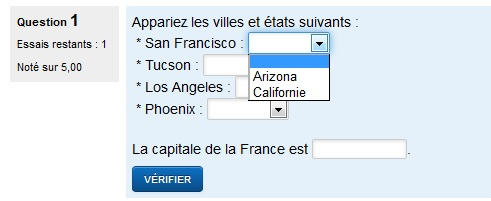 Question 1
Essais restants : 1
Noté sur 5,00
Appariez les villes et états suivants :
* San Francisco :
Arizona
Californie
* Tucson :
* Los Angeles :
* Phoenix :
La capitale de la France est .
VÉRIFIER